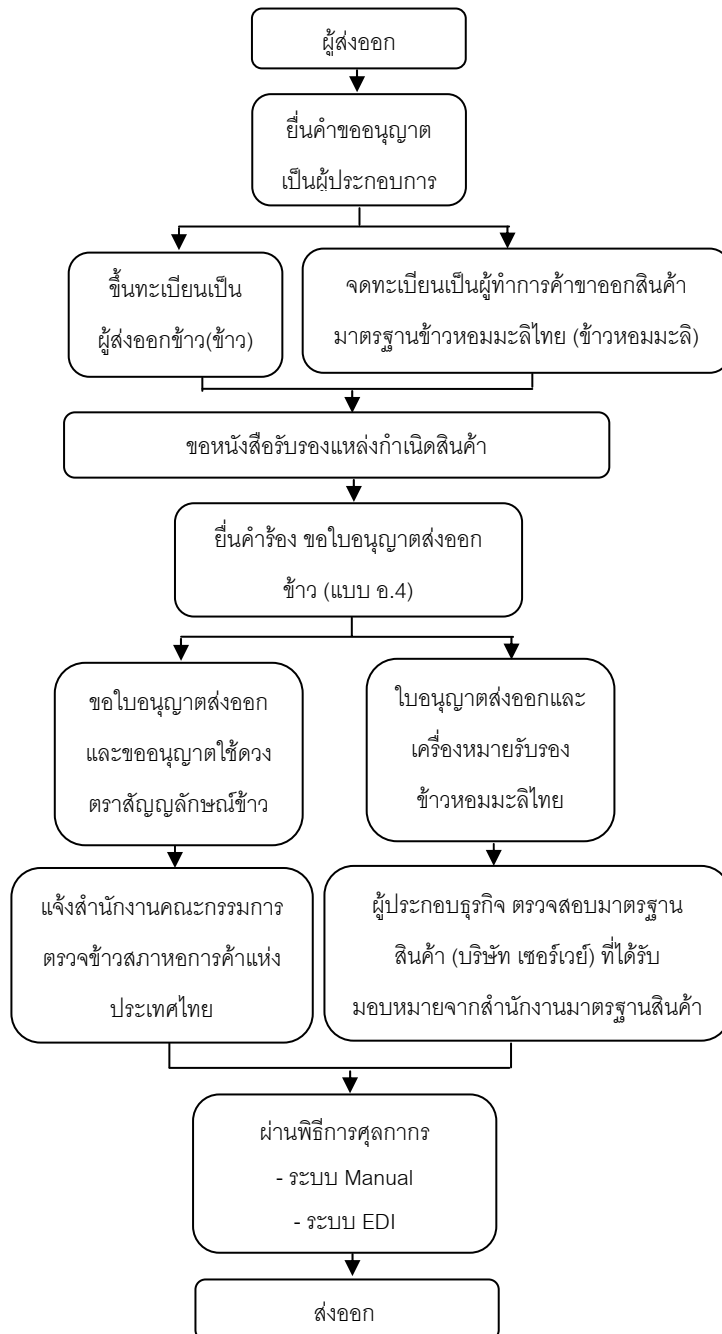 ผู้ส่งออก
ยื่นคำขออนุญาต
เป็นผู้ประกอบการ
ขึ้นทะเบียนเป็น
ผู้ส่งออกข้าว(ข้าว)
จดทะเบียนเป็นผู้ทำการค้าขาออกสินค้า
มาตรฐานข้าวหอมมะลิไทย (ข้าวหอมมะลิ)
ขอหนังสือรับรองแหล่งกำเนิดสินค้า
ยื่นคำร้อง ขอใบอนุญาตส่งออก
ข้าว (แบบ อ.4)
ขอใบอนุญาตส่งออก
และขออนุญาตใช้ดวง
ตราสัญญลักษณ์ข้าว
ใบอนุญาตส่งออกและ
เครื่องหมายรับรอง
ข้าวหอมมะลิไทย
แจ้งสำนักงานคณะกรรมการ
ตรวจข้าวสภาหอการค้าแห่ง
ประเทศไทย
ผู้ประกอบธุรกิจ ตรวจสอบมาตรฐาน
สินค้า (บริษัท เซอร์เวย์) ที่ได้รับ
มอบหมายจากสำนักงานมาตรฐานสินค้า
ผ่านพิธีการศุลกากร
- ระบบ Manual
- ระบบ EDI
ส่งออก